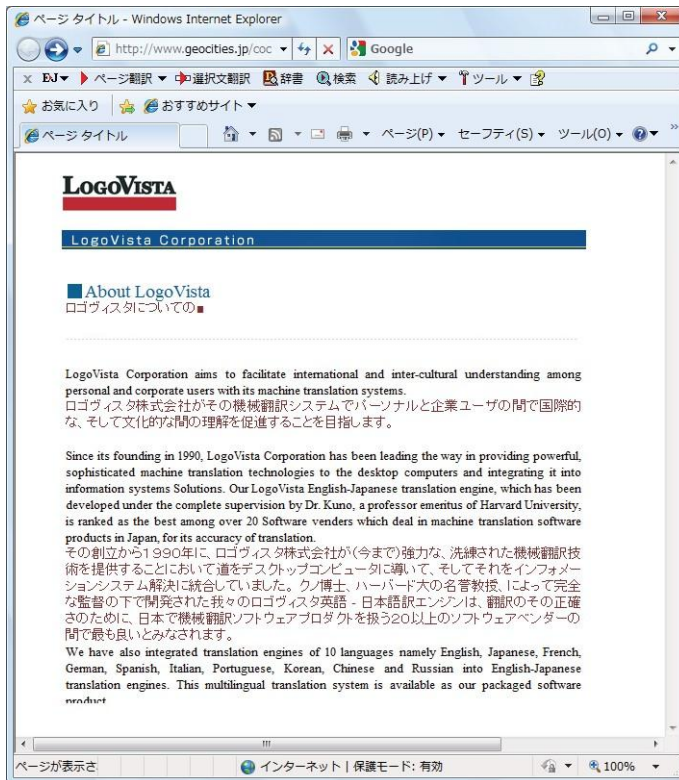 ページ タイトル - Windows Internet Explorer
http://www.geocities.jp/coc
Google
x EJ ページ翻訳 選択文翻訳 辞書 検索 読み上げ ツール
お気に入り おすすめサイト
ページ タイトル ページ(P) セーフティ(S) ツール(O) »
LOGOVISTA
LogoVista Corporation
■About LogoVista
ロゴヴィスタについての■
LogoVista Corporation aims to facilitate international and inter-cultural understanding among
personal and corporate users with its machine translation systems.
ロゴヴィスタ株式会社がその機械翻訳システムでパーソナルと企業ユーザの間で国際的
な、そして文化的な間の理解を促進することを目指します。
Since its founding in 1990, LogoVista Corporation has been leading the way in providing powerful,
sophisticated machine translation technologies to the desktop computers and integrating it into
information systems Solutions. Our LogoVista English-Japanese translation engine, which has been
developed under the complete supervision by Dr. Kuno, a professor emeritus of Harvard University,
is ranked as the best among over 20 Software venders which deal in machine translation software
products in Japan, for its accuracy of translation.
その創立から1990年に、ロゴヴィスタ株式会社が(今まで)強力な、洗練された機械翻訳技
術を提供することにおいて道をデスクトップコンピュータに導いて、そしてそれをインフォメー
ションシステム解決に統合していました。クノ博士、ハーバード大の名誉教授、によって完全
な監督の下で開発された我々のロゴヴィスタ英語 - 日本語訳エンジンは、翻訳のその正確
さのために、日本で機械翻訳ソフトウェアプロダクトを扱う20以上のソフトウェアベンダーの
間で最も良いとみなされます。
We have also integrated translation engines of 10 languages namely English, Japanese, French,
German, Spanish, Italian, Portuguese, Korean, Chinese and Russian into English-Japanese
translation engines. This multilingual translation system is available as our packaged software
product
ページが表示さ インターネット | 保護モード: 有効 100%